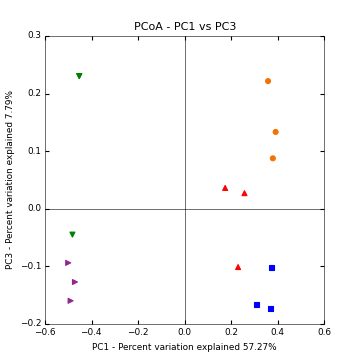 PCoA - PC1 vs PC3
0.3
0.2
0.1
0.0
−0.1
−0.2
PC3 - Percent variation explained 7.79%
−0.6 −0.4 −0.2 0.0 0.2 0.4 0.6
PC1 - Percent variation explained 57.27%